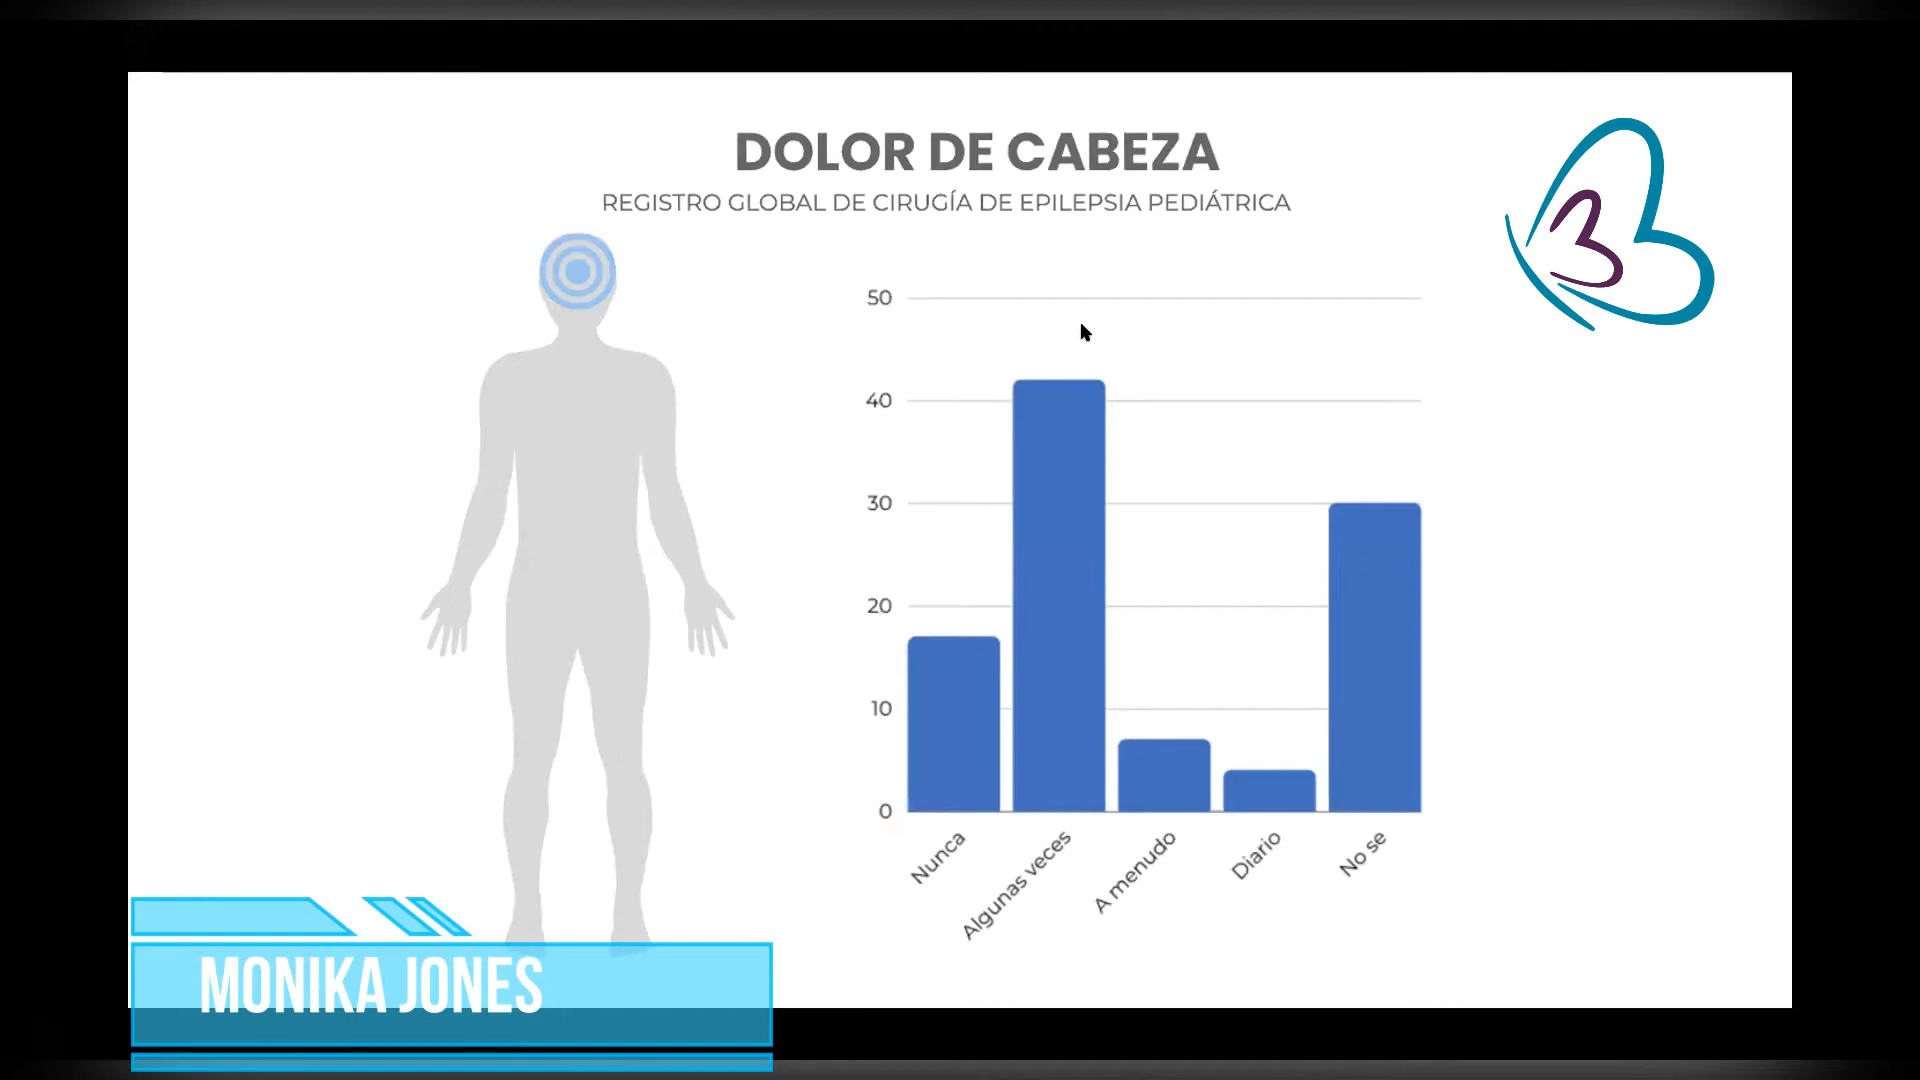 DOLOR DE CABEZA
REGISTRO GLOBAL DE CIRUGÍA DE EPILEPSIA PEDIÁTRICA
50
40
30
20
10
0
Nunca
Algunas veces
A menudo
Diario
No se
MONIKA JONES